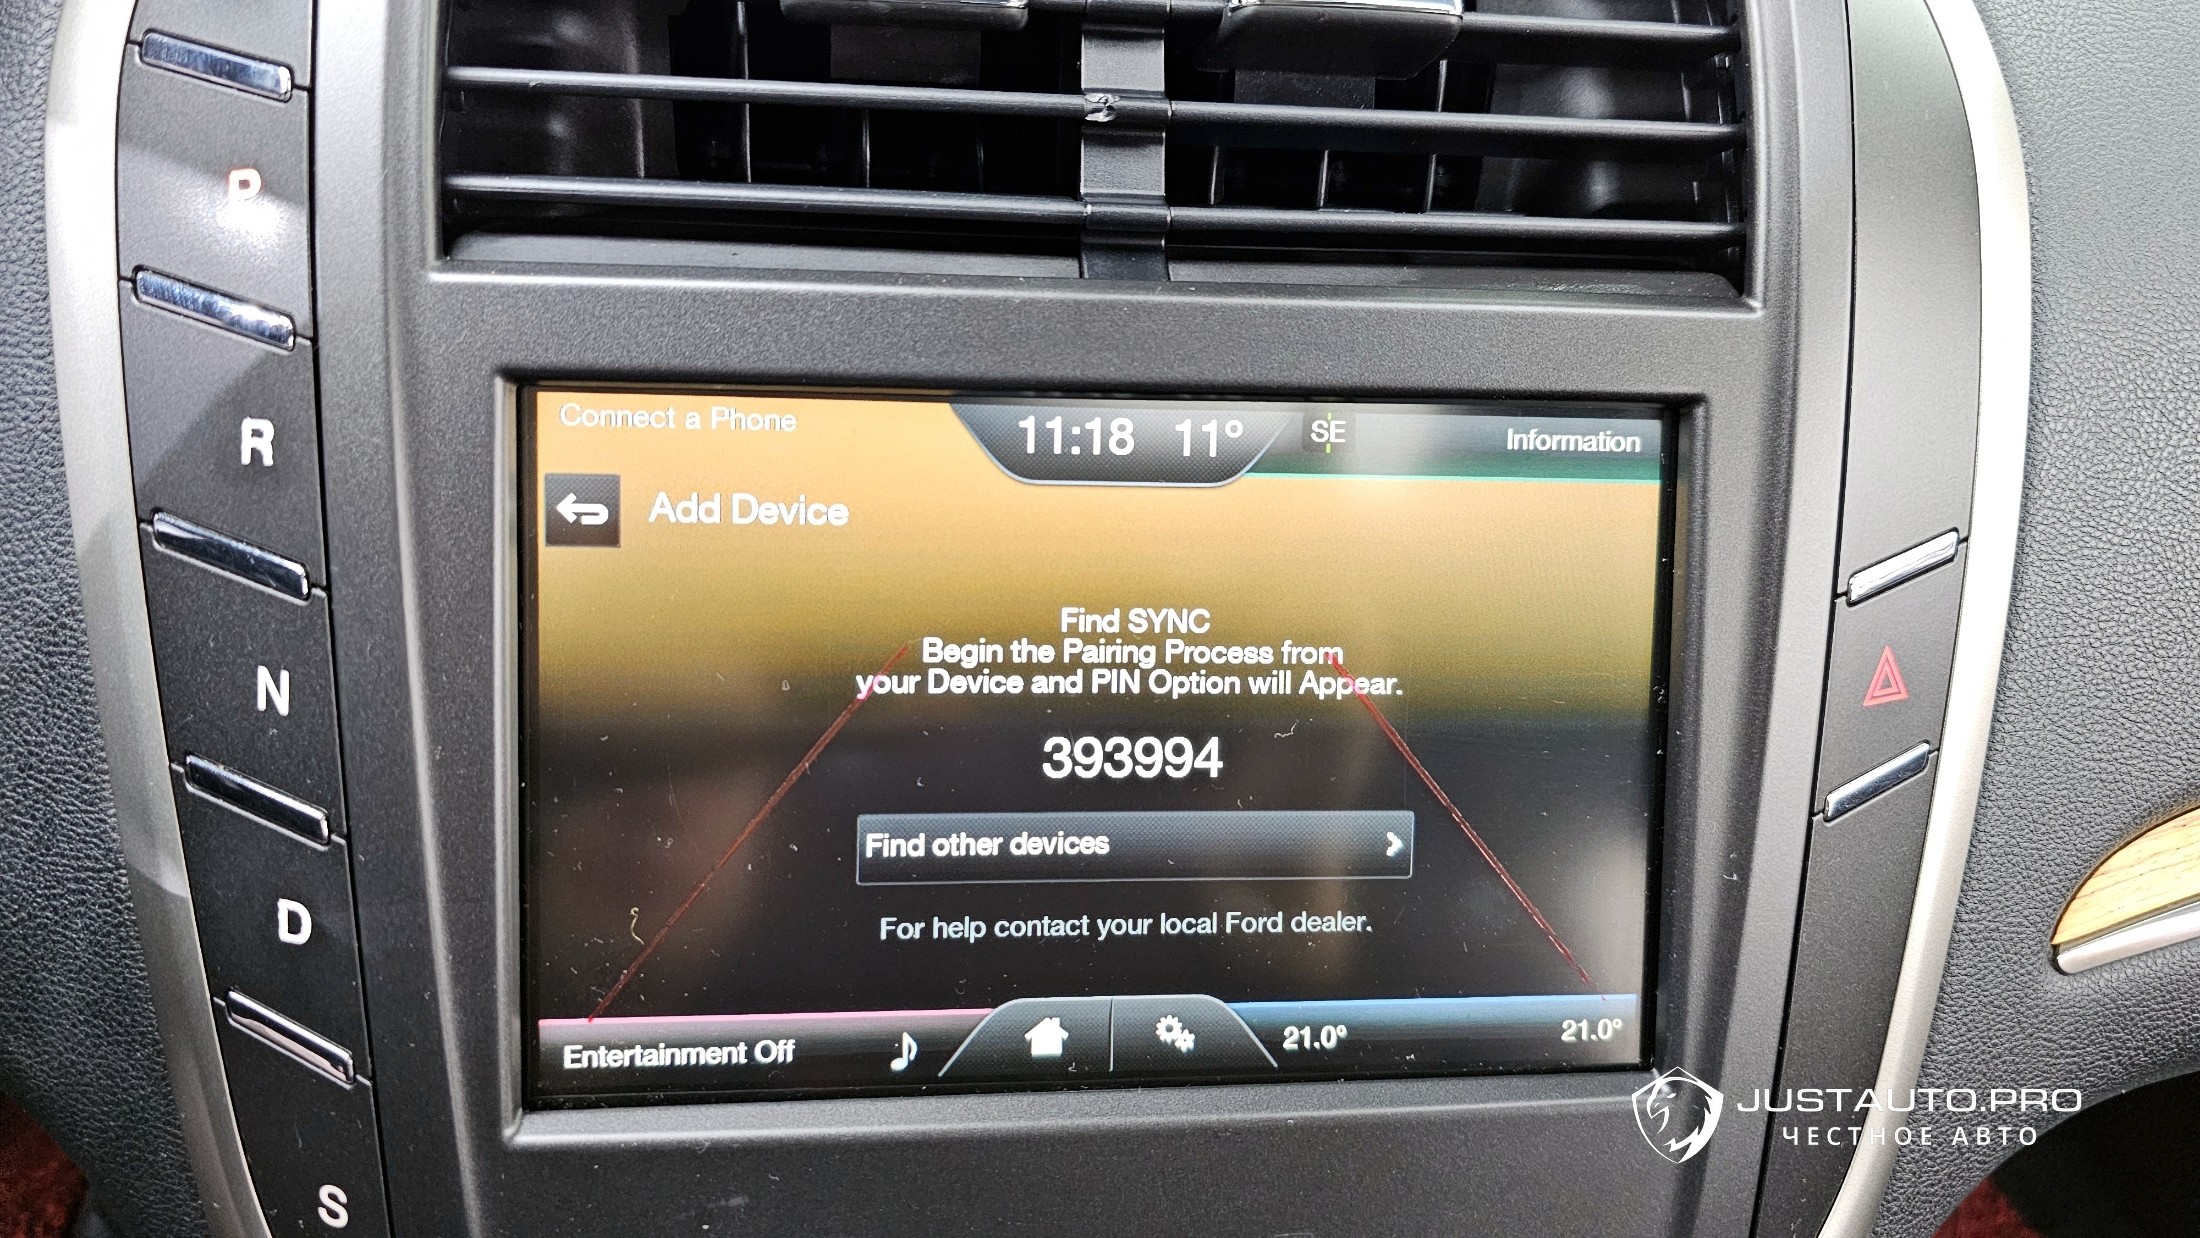 P
R
N
D
S
Connect a Phone
11:18 11°
SE
Information
Add Device
Find SYNC
Begin the Pairing Process from
your Device and PIN Option will Appear.
393994
Find other devices
For help contact your local Ford dealer.
Entertainment Off
21.0°
21.0°
JUSTAUTO.PRO
ЧЕСТНОЕ АВТО